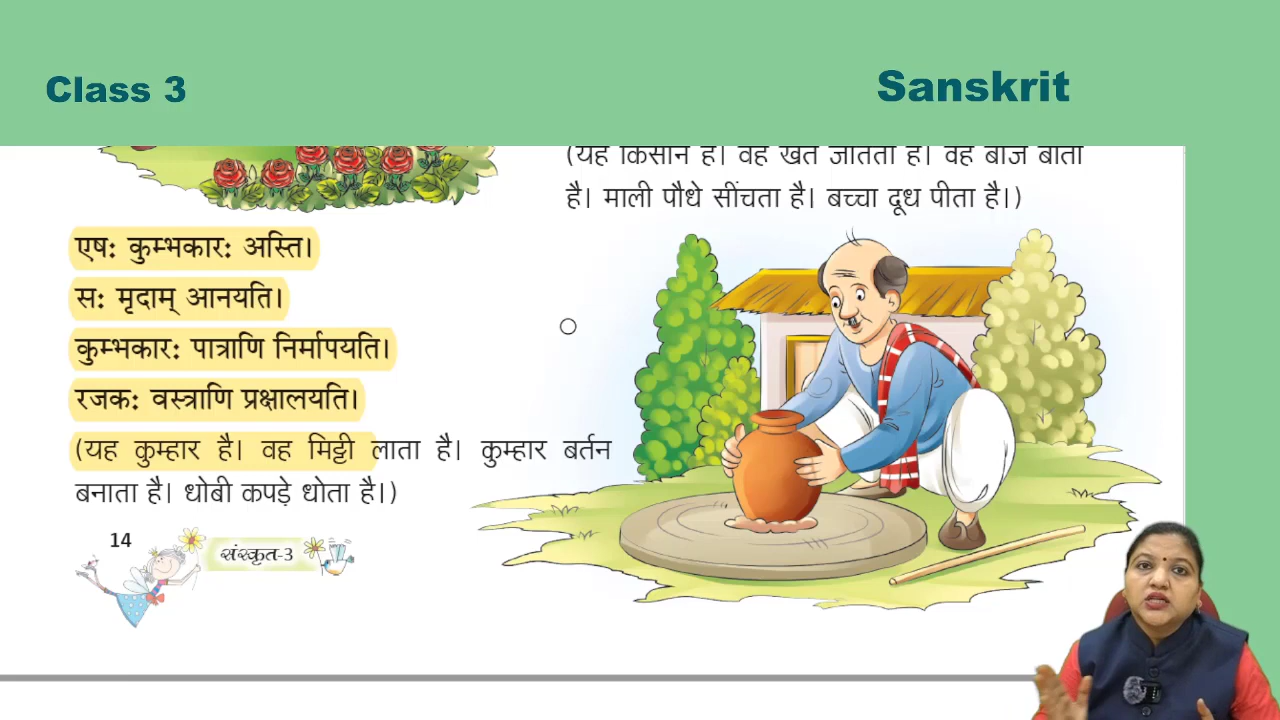 Class 3
Sanskrit
(यह किसान है। वह खेत जोतता है। वह बीज बोता
है। माली पौधे सींचता है। बच्चा दूध पीता है।)
एषः कुम्भकारः अस्ति।
सः मृदाम् आनयति।
कुम्भकारः पात्राणि निर्मापयति।
रजकः वस्त्राणि प्रक्षालयति।
(यह कुम्हार है। वह मिट्टी लाता है। कुम्हार बर्तन
बनाता है। धोबी कपड़े धोता है।)
14
संस्कृत-3